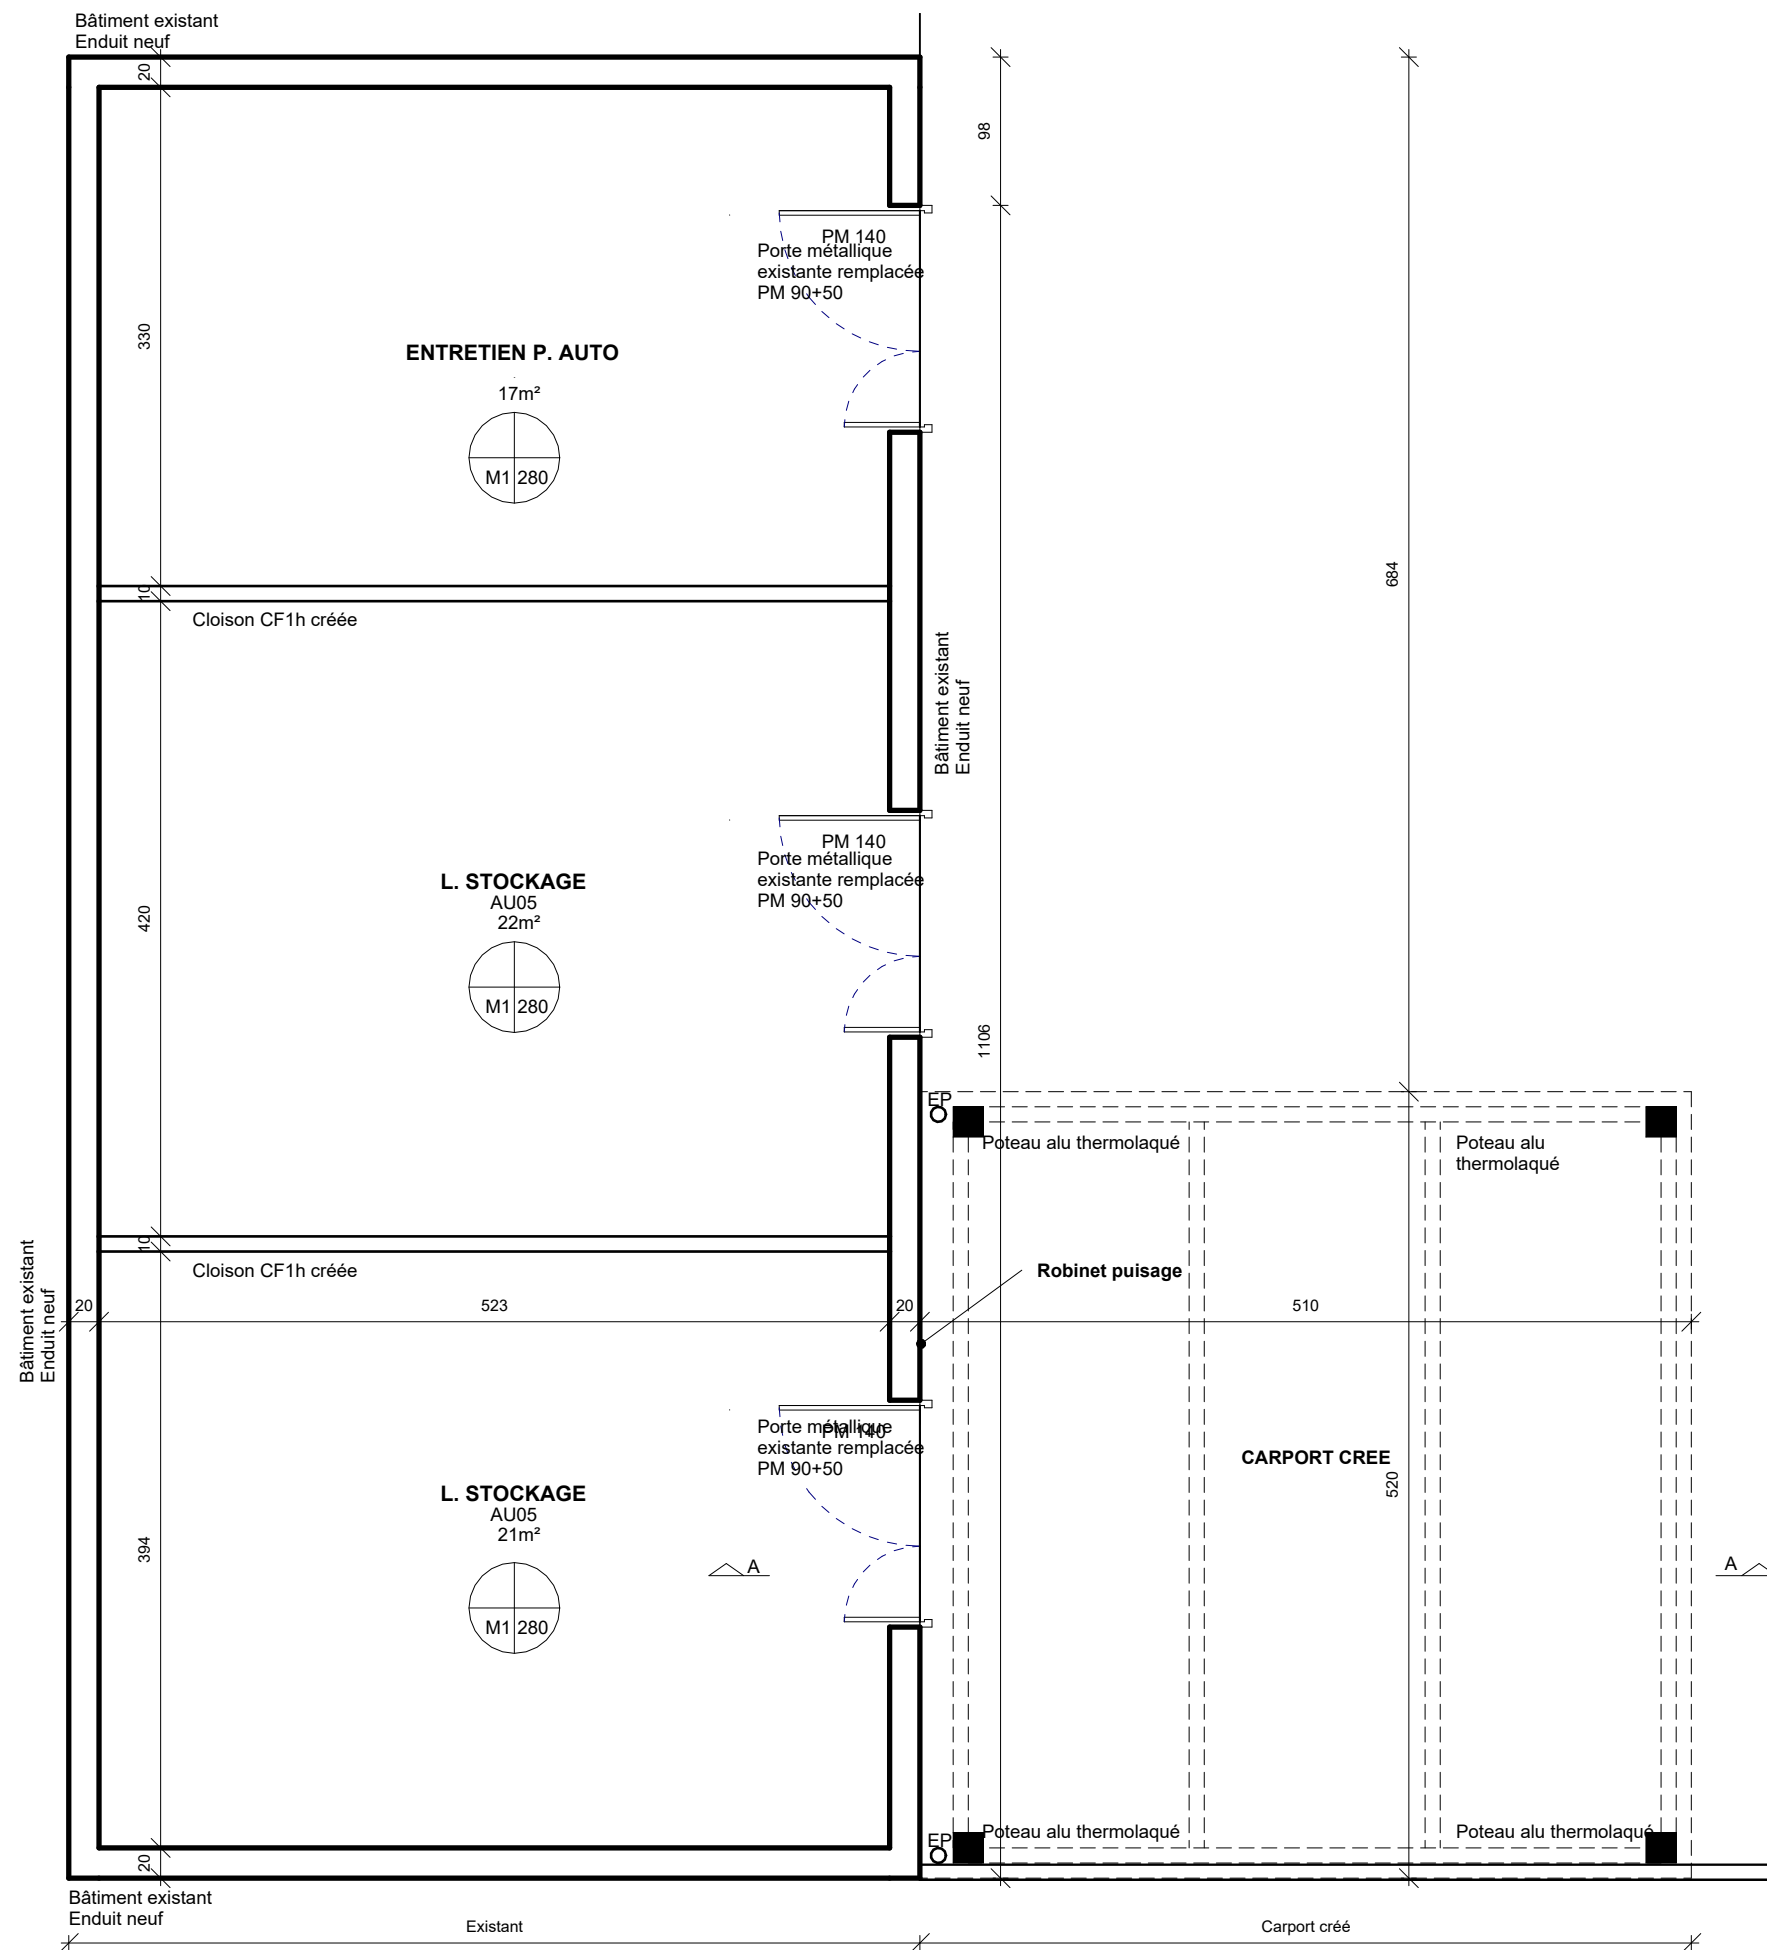 Bâtiment existant
Enduit neuf
20
98
PM 140
Porte métallique
existante remplacée
PM 90+50
330
ENTRETIEN P. AUTO
17m²
M1 280
10
Cloison CF1h créée
684
Bâtiment existant
Enduit neuf
PM 140
Porte métallique
existante remplacée
PM 90+50
L. STOCKAGE
AU05
22m²
420
M1 280
1106
EP
Poteau alu thermolaqué
Poteau alu
thermolaqué
10
Cloison CF1h créée
Robinet puisage
Bâtiment existant
Enduit neuf
20
523
20
510
PM 140
Porte métallique
existante remplacée
PM 90+50
CARPORT CREE
520
L. STOCKAGE
AU05
21m²
394
A
A
M1 280
EP
Poteau alu thermolaqué
Poteau alu thermolaqué
20
Bâtiment existant
Enduit neuf
Existant
Carport créé